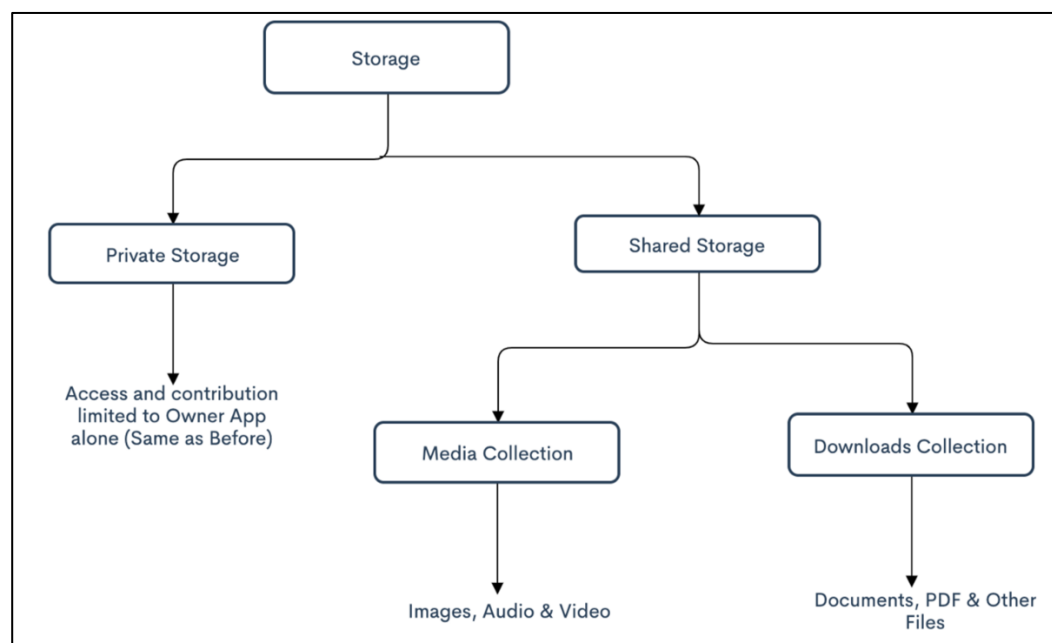 Storage
Private Storage
Shared Storage
Access and contribution
limited to Owner App
alone (Same as Before)
Media Collection
Downloads Collection
Images, Audio & Video
Documents, PDF & Other
Files